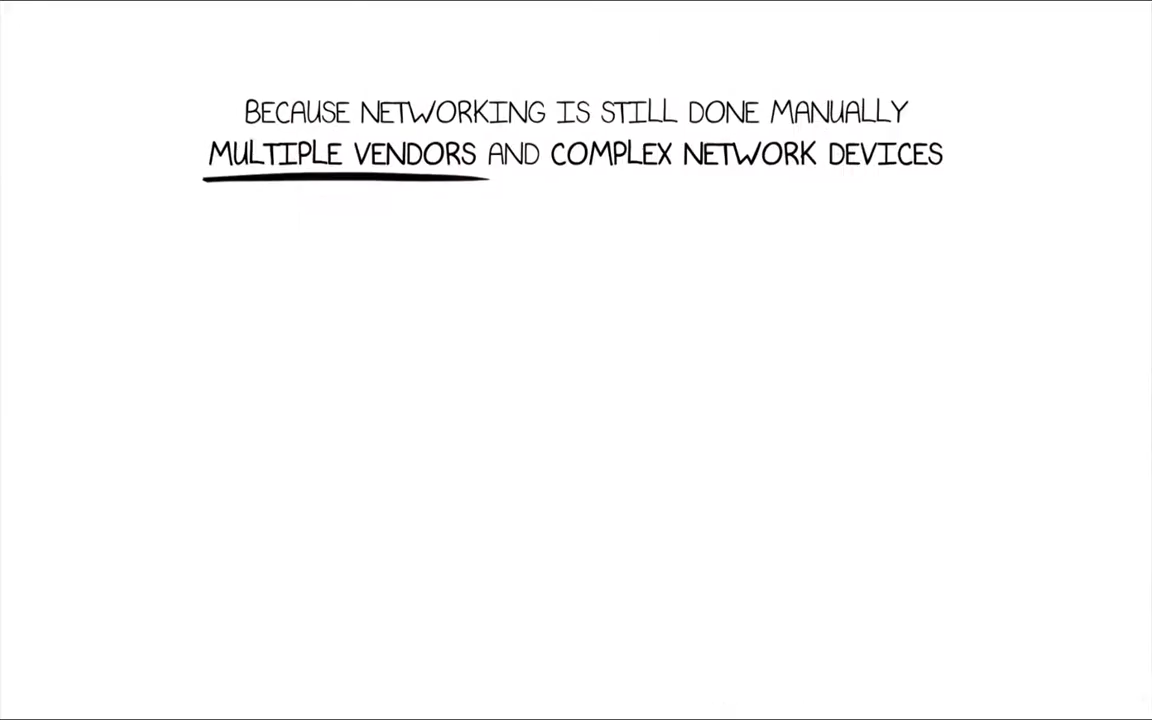 BECAUSE NETWORKING IS STILL DONE MANUALLY
MULTIPLE VENDORS AND COMPLEX NETWORK DEVICES